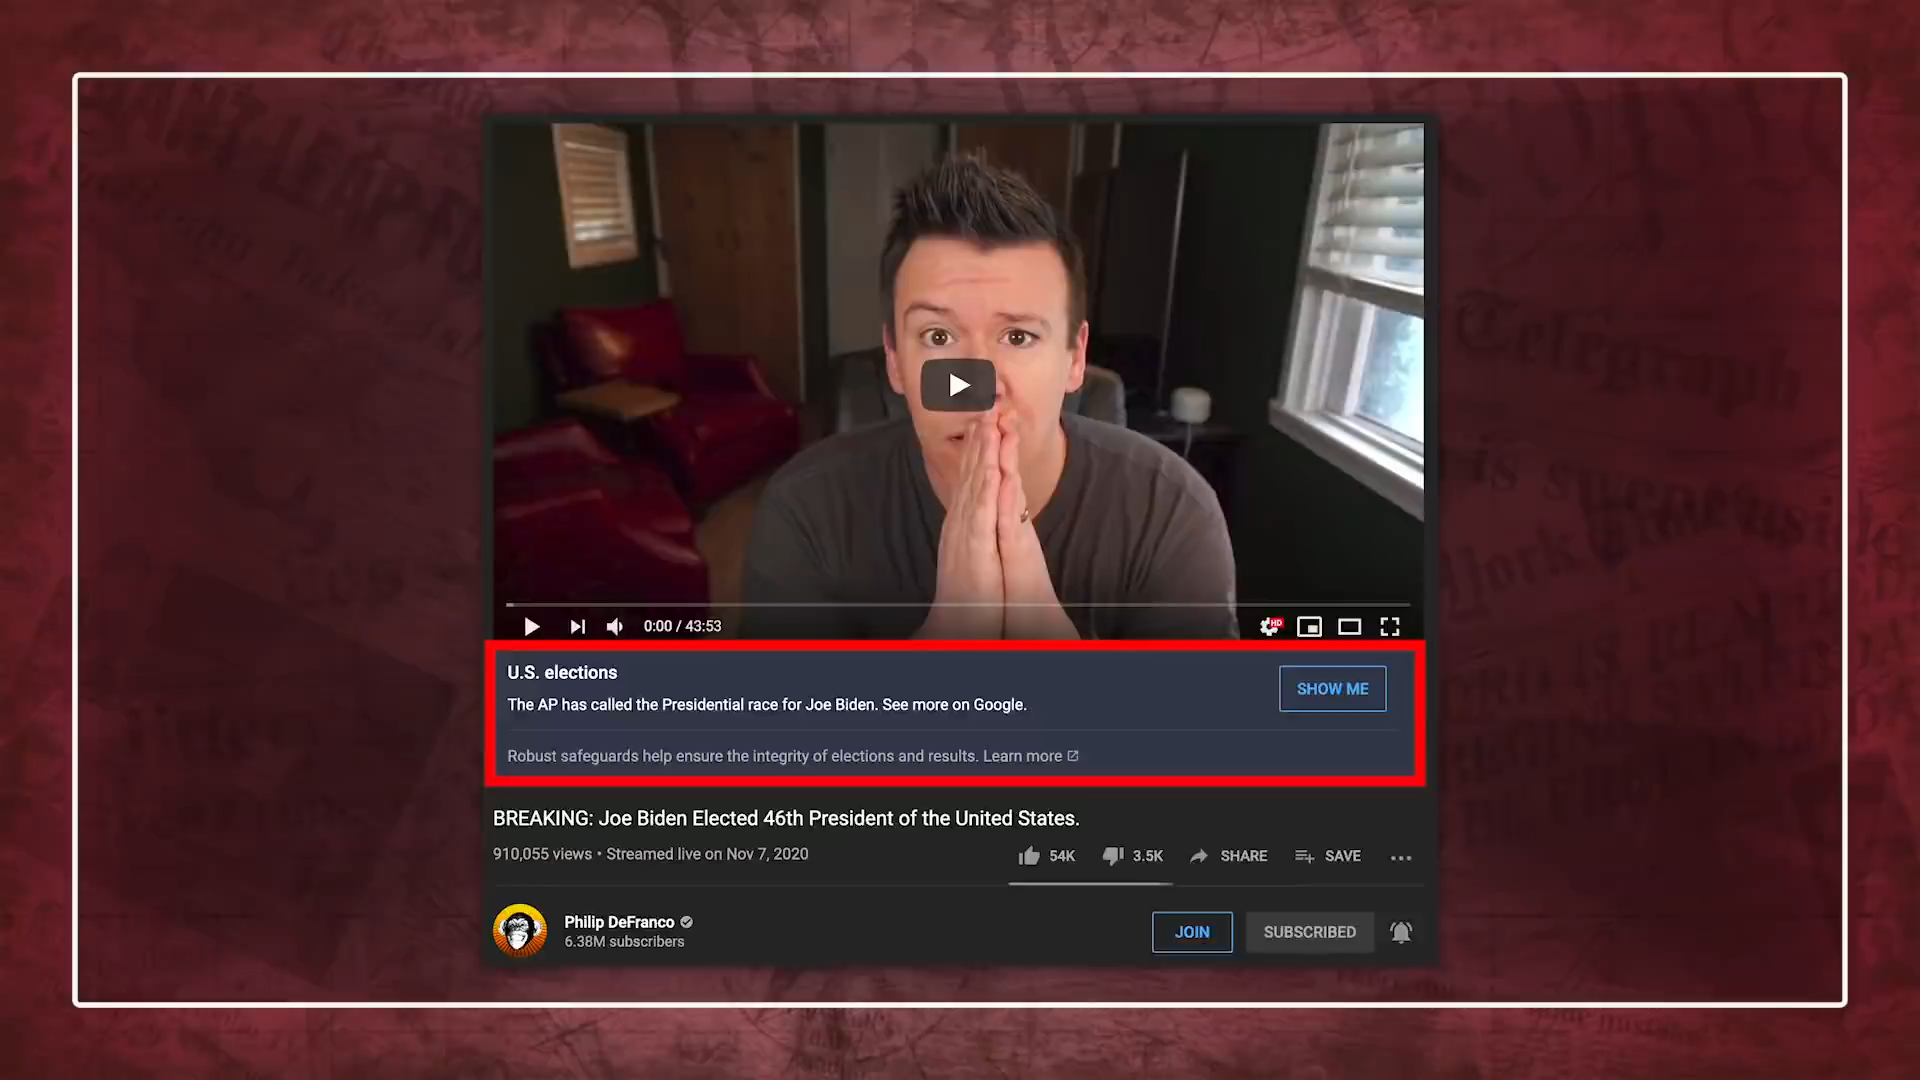 0:00 / 43:53
HD
U.S. elections
The AP has called the Presidential race for Joe Biden. See more on Google.
SHOW ME
Robust safeguards help ensure the integrity of elections and results. Learn more
BREAKING: Joe Biden Elected 46th President of the United States.
910,055 views • Streamed live on Nov 7, 2020
54K
3.5K
SHARE
SAVE
Philip DeFranco
6.38M subscribers
JOIN
SUBSCRIBED
Telegraph